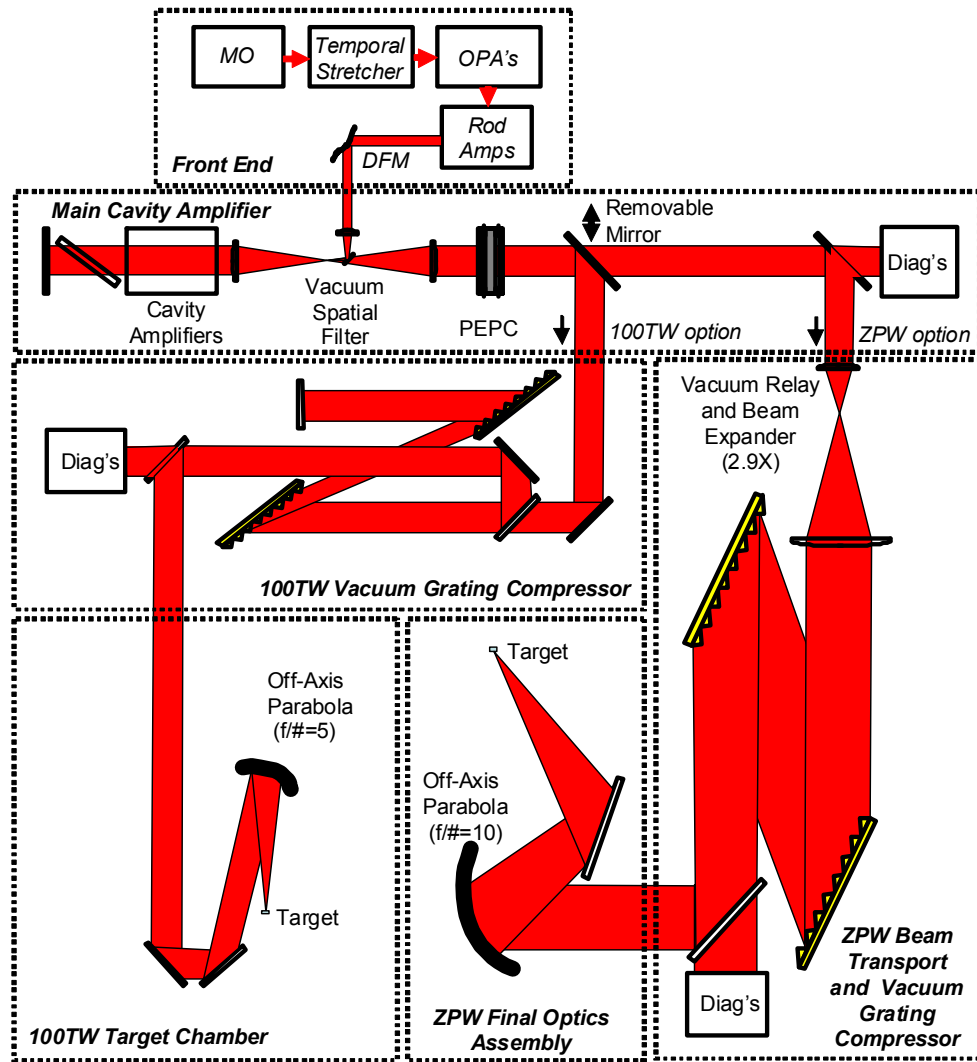 MO
Temporal
Stretcher
OPA's
Rod
Amps
DFM
Front End
Main Cavity Amplifier
Removable
Mirror
Diag's
Cavity
Amplifiers
Vacuum
Spatial
Filter
PEPC
100TW option
ZPW option
Vacuum Relay
and Beam
Expander
(2.9X)
Diag's
100TW Vacuum Grating Compressor
Off-Axis
Parabola
(f/#=5)
Target
100TW Target Chamber
Target
Off-Axis
Parabola
(f/#=10)
ZPW Final Optics
Assembly
Diag's
ZPW Beam
Transport
and Vacuum
Grating
Compressor